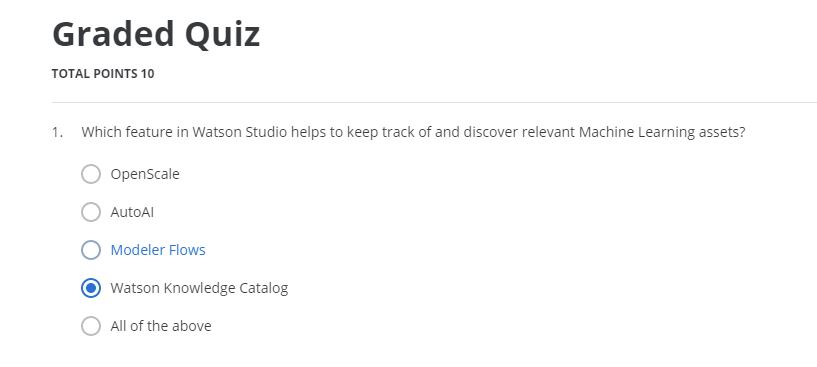 Graded Quiz
TOTAL POINTS 10
1. Which feature in Watson Studio helps to keep track of and discover relevant Machine Learning assets?
OpenScale
AutoAI
Modeler Flows
Watson Knowledge Catalog
All of the above